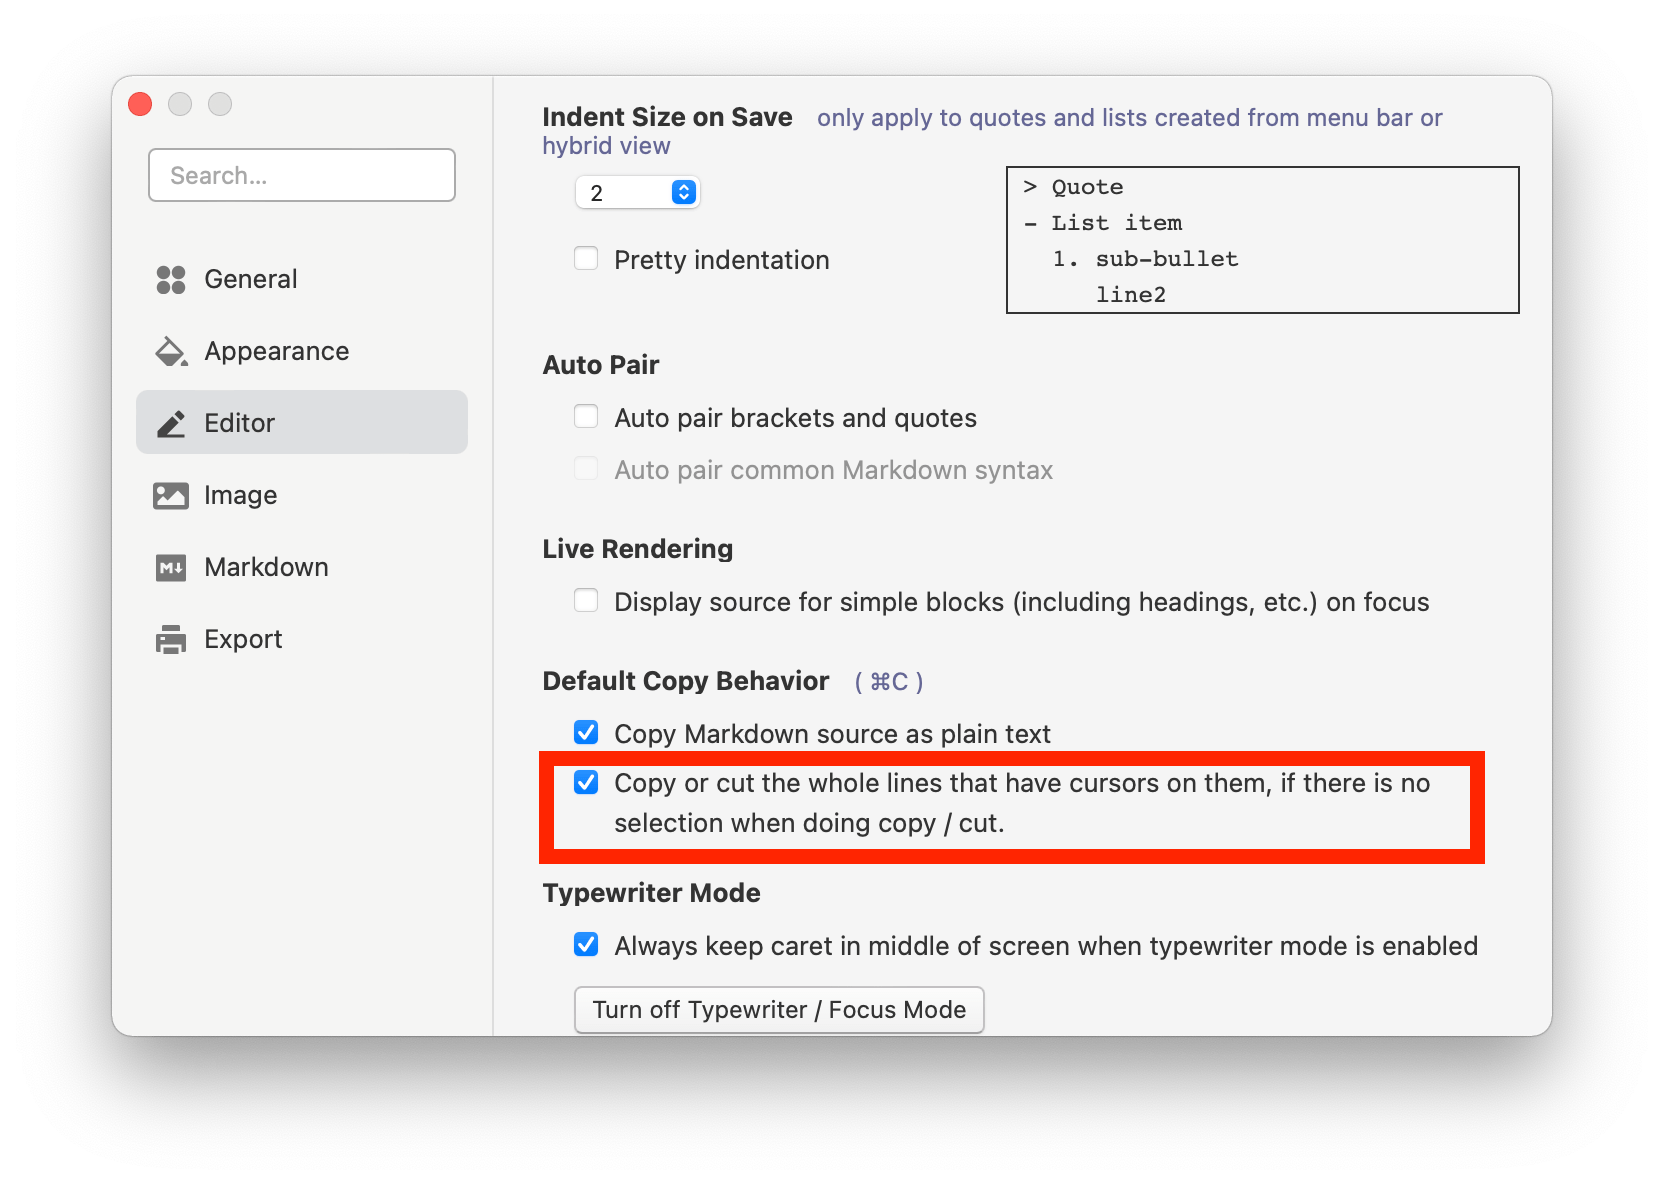 Search...
General
Appearance
Editor
Image
Markdown
Export
Indent Size on Save only apply to quotes and lists created from menu bar or
hybrid view
2
Pretty indentation
> Quote
- List item
1. sub-bullet
line2
Auto Pair
Auto pair brackets and quotes
Auto pair common Markdown syntax
Live Rendering
Display source for simple blocks (including headings, etc.) on focus
Default Copy Behavior ( ⌘C )
Copy Markdown source as plain text
Copy or cut the whole lines that have cursors on them, if there is no
selection when doing copy / cut.
Typewriter Mode
Always keep caret in middle of screen when typewriter mode is enabled
Turn off Typewriter / Focus Mode